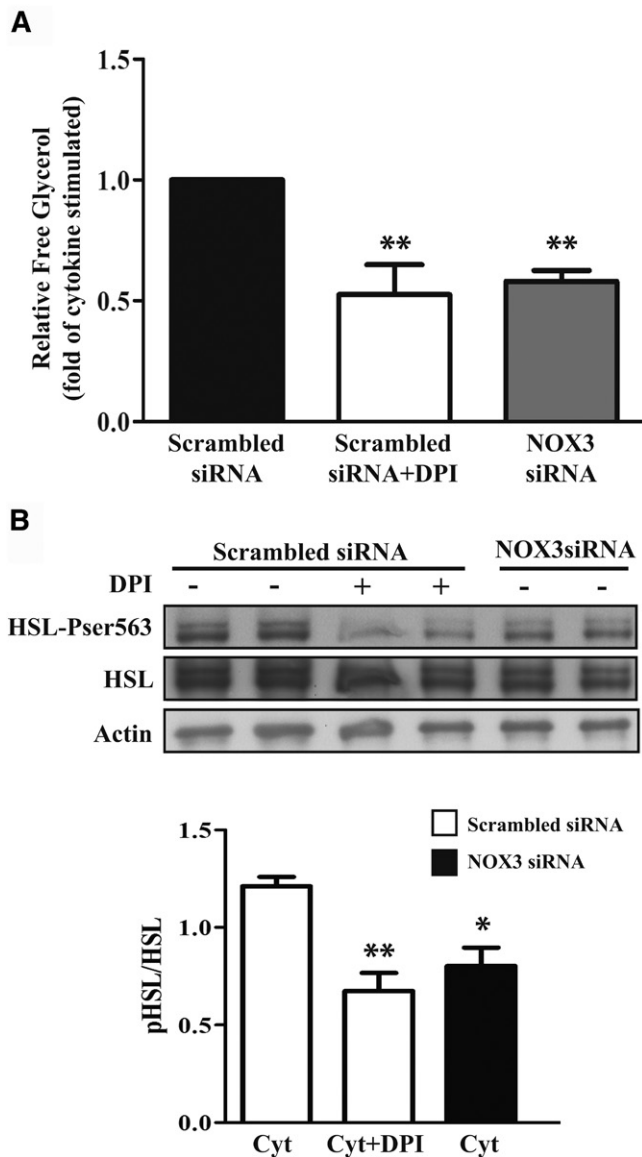 A
Relative Free Glycerol
(fold of cytokine stimulated)
1.5
1.0
0.5
0.0
**
**
Scrambled
siRNA
Scrambled
siRNA+DPI
NOX3
siRNA
B
Scrambled siRNA
NOX3siRNA
DPI
- - + + - -
HSL-Pser563
HSL
Actin
Scrambled siRNA
NOX3 siRNA
pHSL/HSL
1.5
1.0
0.5
0.0
**
*
Cyt
Cyt+DPI
Cyt